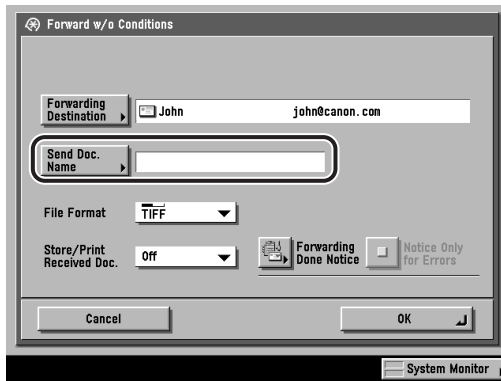 Forward w/o Conditions
Forwarding
Destination
John john@canon.com
Send Doc.
Name
File Format
TIFF
Store/Print
Received Doc.
Off
Forwarding
Done Notice
Notice Only
for Errors
Cancel
OK
System Monitor